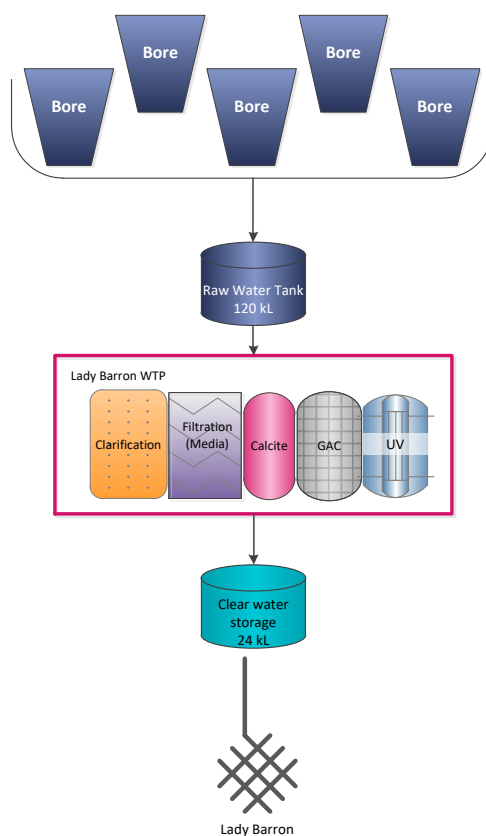 Bore
Bore
Bore
Bore
Bore
Raw Water Tank
120 kL
Lady Barron WTP
Clarification
Filtration
(Media)
Calcite
GAC
UV
Clear water
storage
24 kL
Lady Barron